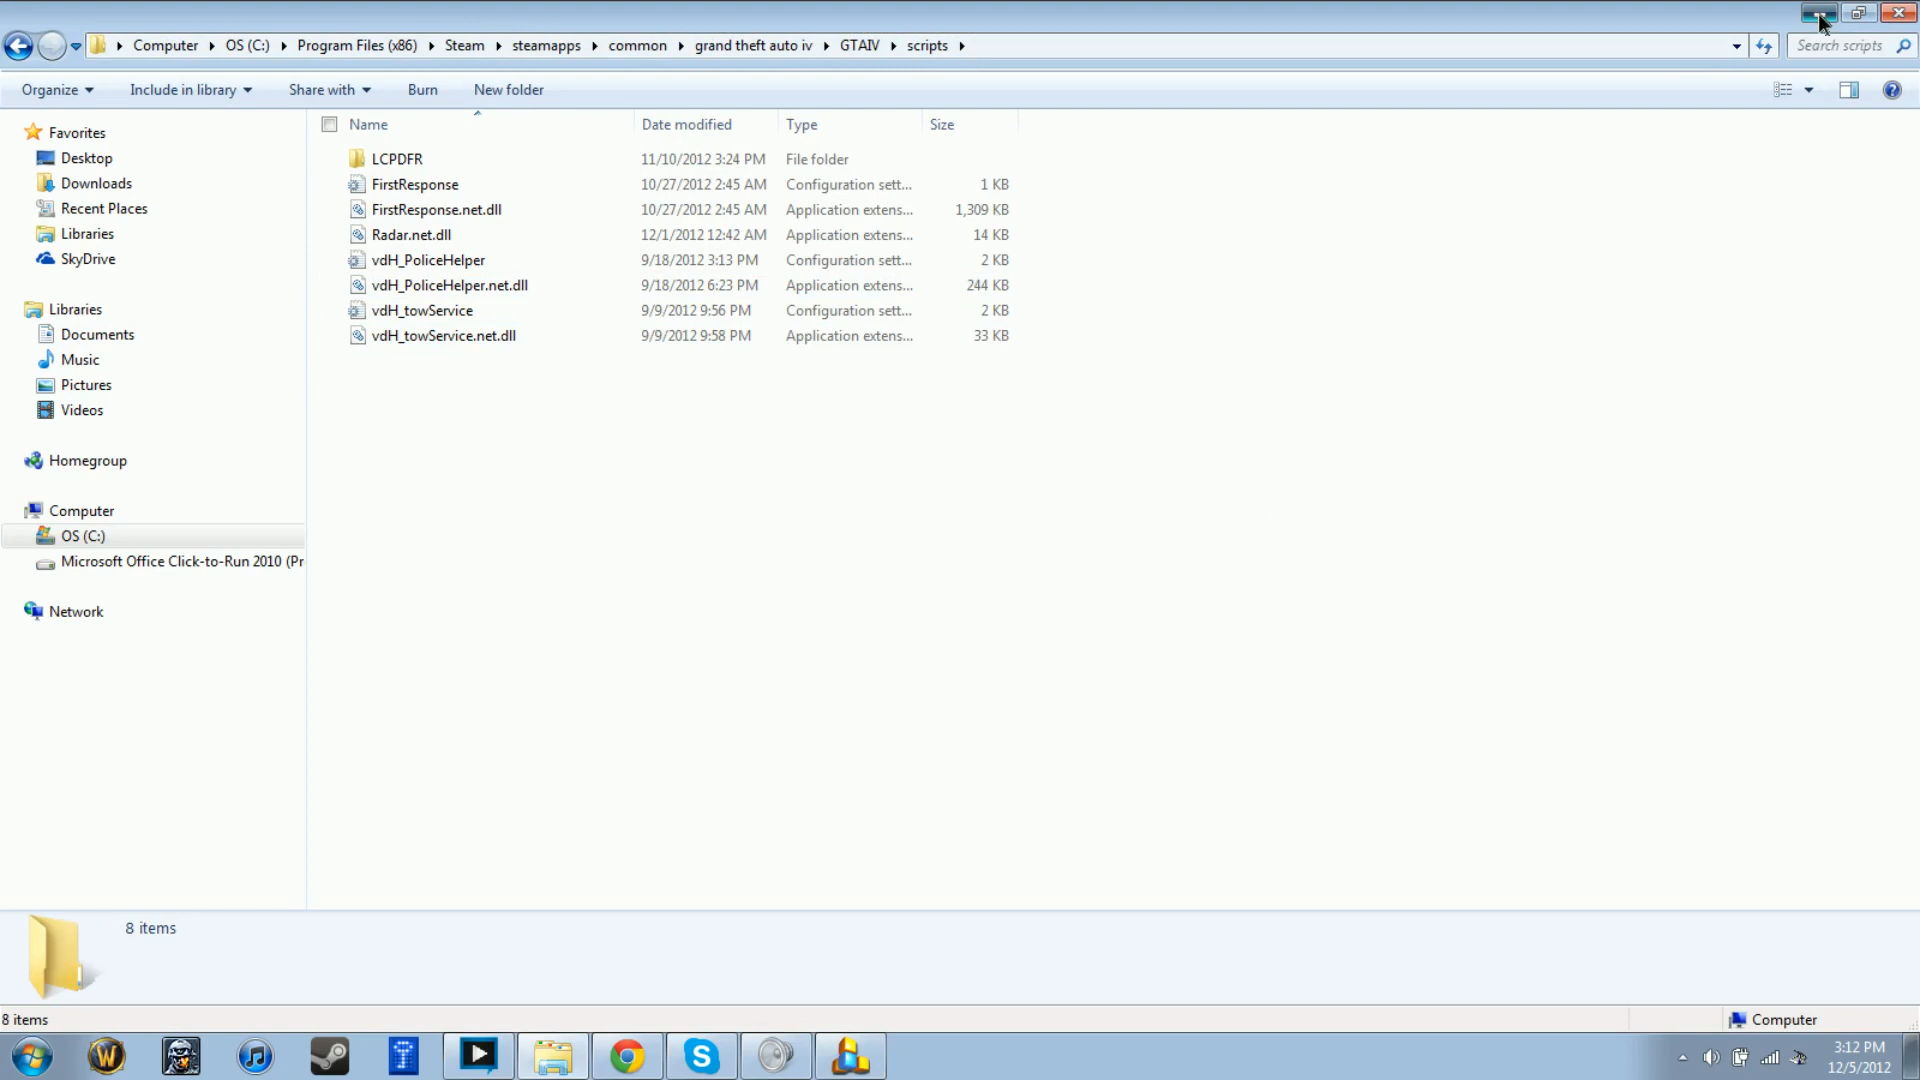 Computer OS (C:) Program Files (x86) Steam steamapps common grand theft auto iv GTAIV scripts
Search scripts
Organize Include in library Share with Burn New folder
Name Date modified Type Size
LCPDFR 11/10/2012 3:24 PM File folder
FirstResponse 10/27/2012 2:45 AM Configuration sett... 1 KB
FirstResponse.net.dll 10/27/2012 2:45 AM Application extens... 1,309 KB
Radar.net.dll 12/1/2012 12:42 AM Application extens... 14 KB
vdH_PoliceHelper 9/18/2012 3:13 PM Configuration sett... 2 KB
vdH_PoliceHelper.net.dll 9/18/2012 6:23 PM Application extens... 244 KB
vdH_towService 9/9/2012 9:56 PM Configuration sett... 2 KB
vdH_towService.net.dll 9/9/2012 9:58 PM Application extens... 33 KB
Favorites
Desktop
Downloads
Recent Places
Libraries
SkyDrive
Libraries
Documents
Music
Pictures
Videos
Homegroup
Computer
OS (C:)
Microsoft Office Click-to-Run 2010 (Pr
Network
8 items
8 items
Computer
3:12 PM
12/5/2012